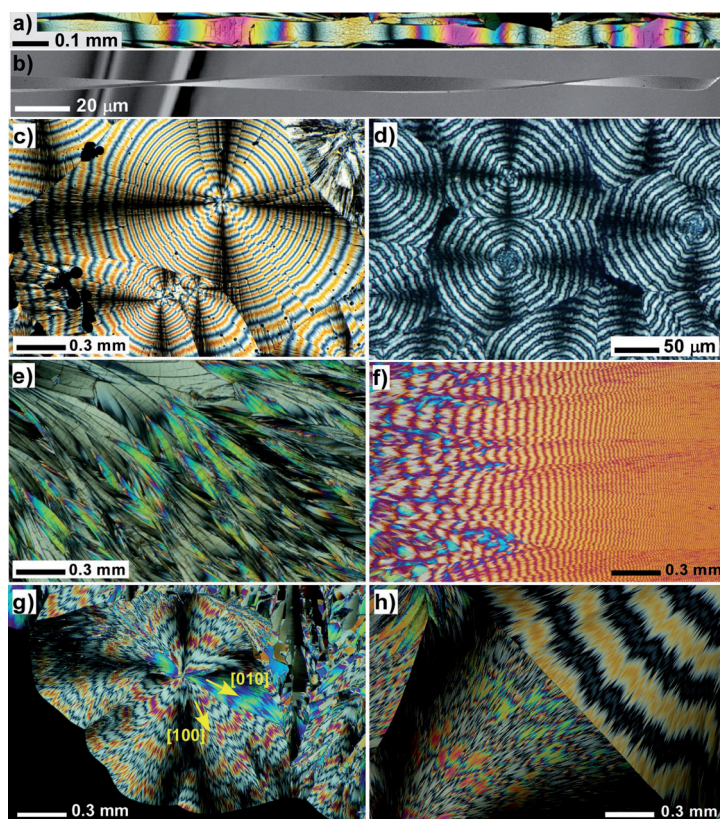 a)
0.1 mm
b)
20 μm
c)
0.3 mm
d)
50 μm
e)
0.3 mm
f)
0.3 mm
g)
[010]
[100]
0.3 mm
h)
0.3 mm